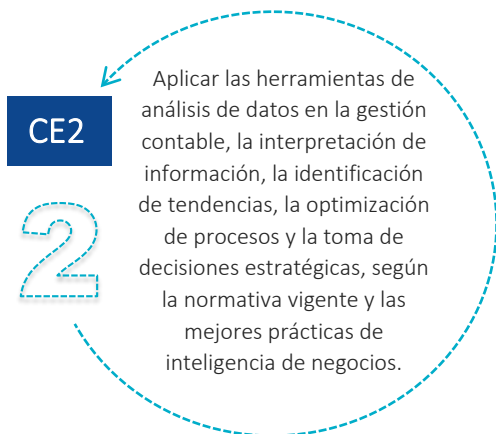 CE2
2
Aplicar las herramientas de
análisis de datos en la gestión
contable, la interpretación de
información, la identificación
de tendencias, la optimización
de procesos y la toma de
decisiones estratégicas, según
la normativa vigente y las
mejores prácticas de
inteligencia de negocios.